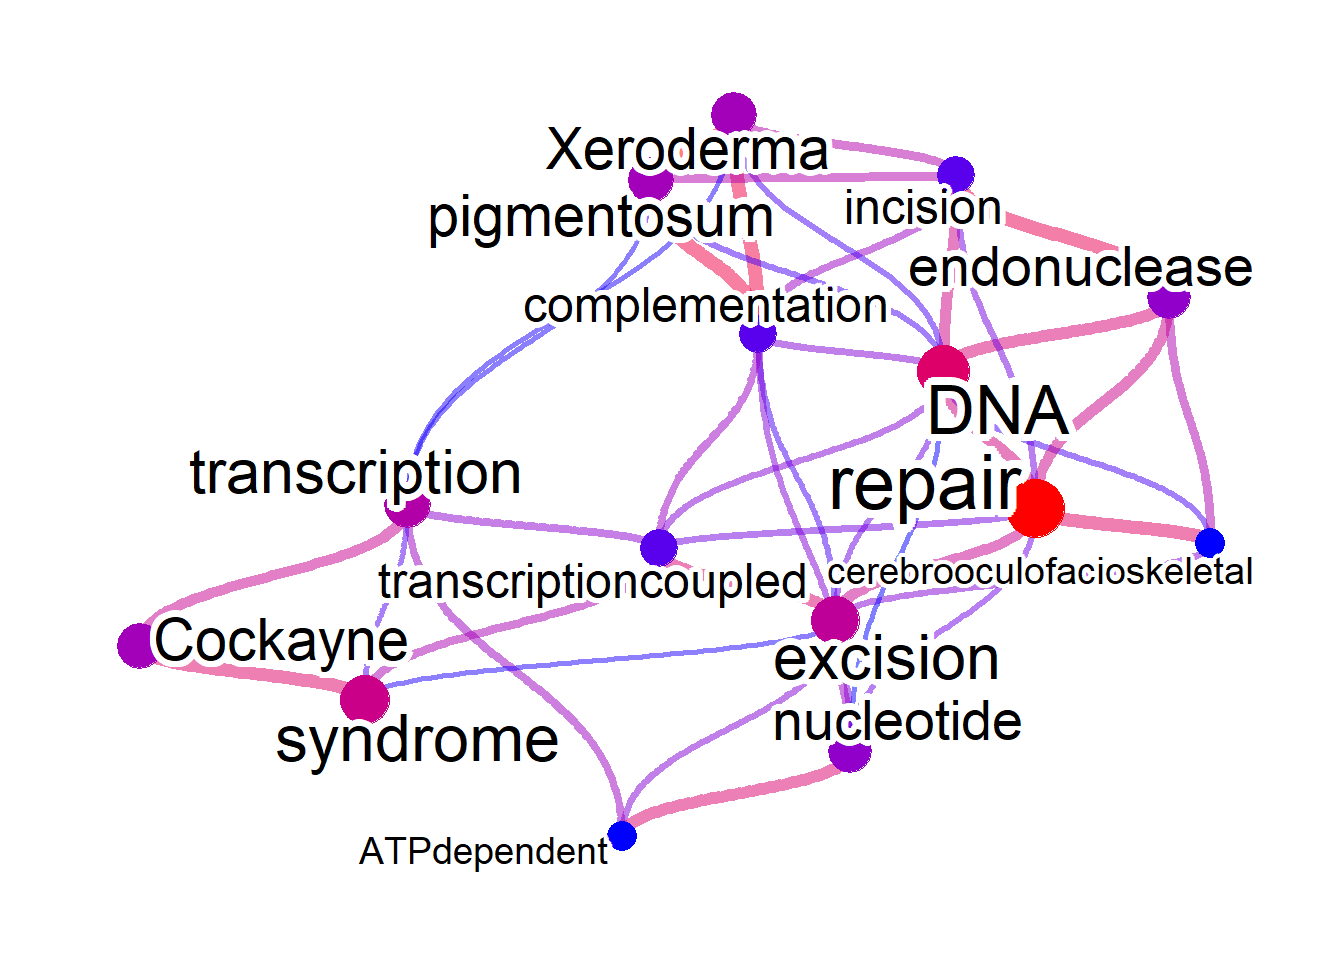 Xeroderma
pigmentosum
incision
endonuclease
complementation
DNA
transcription
repair
transcriptioncoupled
cerebrooculofacioskeletal
Cockayne
excision
syndrome
nucleotide
ATPdependent